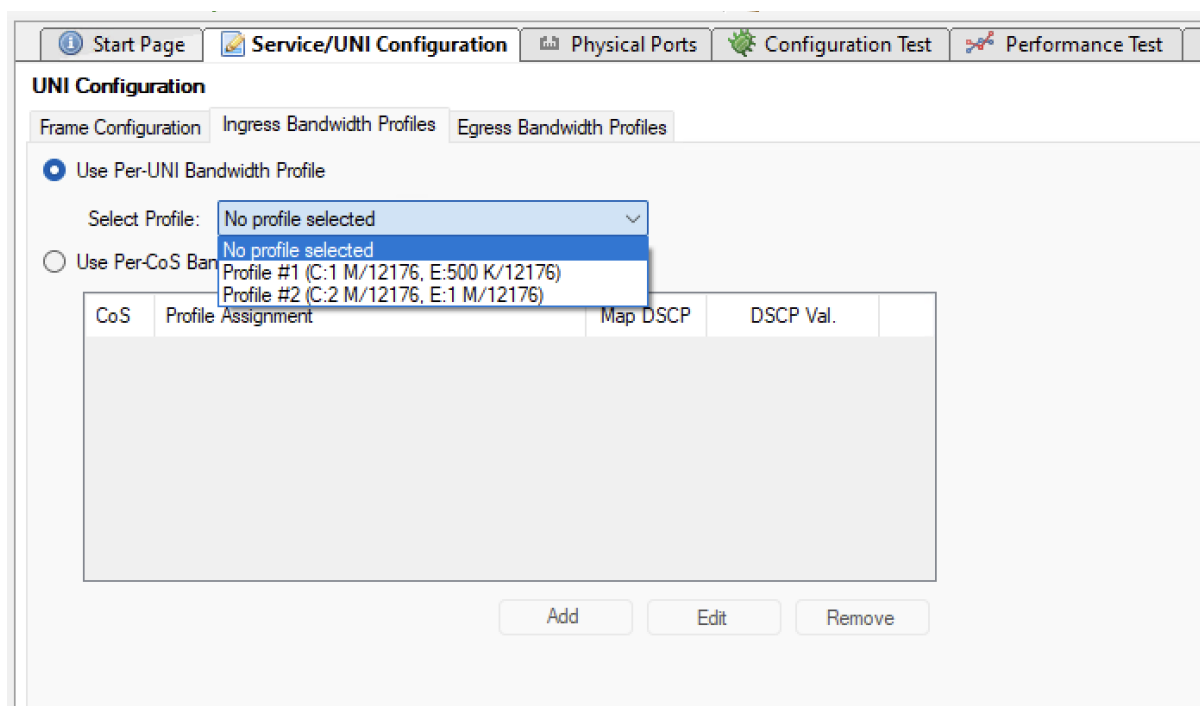 Start Page Service/UNI Configuration Physical Ports Configuration Test Performance Test
UNI Configuration
Frame Configuration Ingress Bandwidth Profiles Egress Bandwidth Profiles
Use Per-UNI Bandwidth Profile
Select Profile: No profile selected
No profile selected
Use Per-CoS Ban
Profile #1 (C:1 M/12176, E:500 K/12176)
Profile #2 (C:2 M/12176, E:1 M/12176)
CoS Profile Assignment Map DSCP DSCP Val.
Add Edit Remove